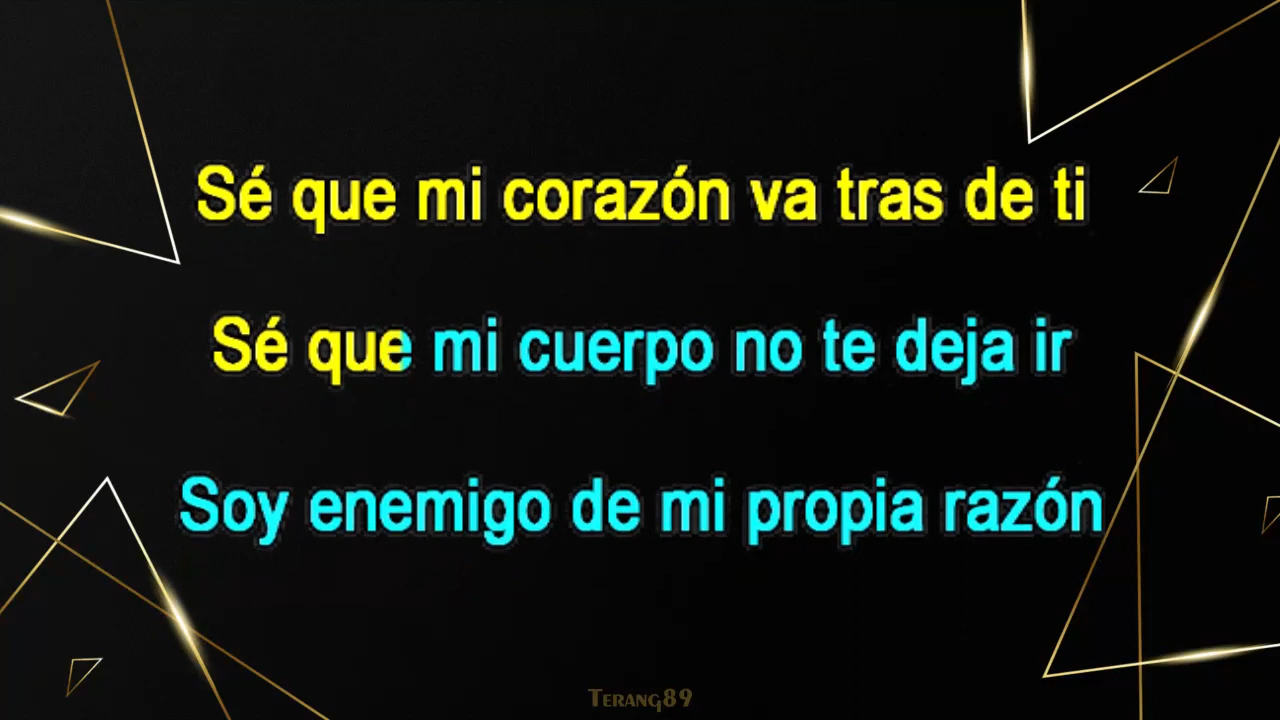 Sé que mi corazón va tras de ti
Sé que mi cuerpo no te deja ir
Soy enemigo de mi propia razón
Terang89